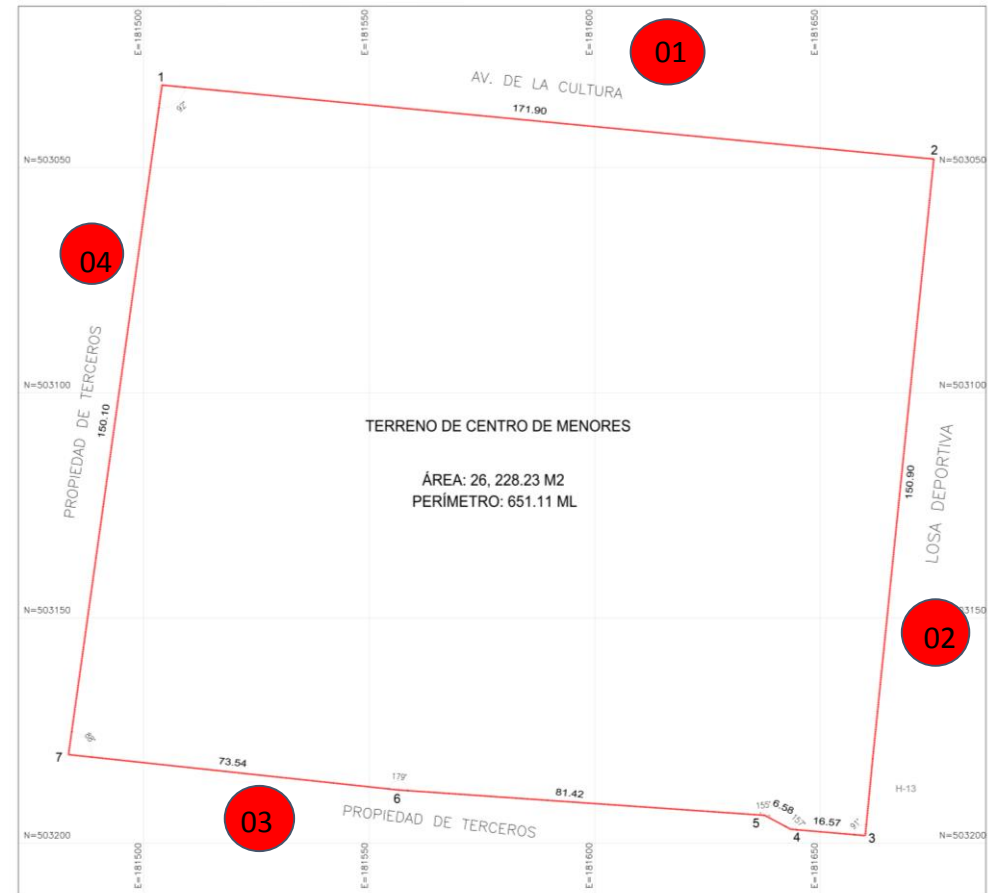 E=181500
E=181550
E=181600
E=181650
01
AV. DE LA CULTURA
1
171.90
2
N=503050
N=503050
04
PROPIEDAD DE TERCEROS
150.10
N=503100
N=503100
TERRENO DE CENTRO DE MENORES
ÁREA: 26, 228.23 M2
PERÍMETRO: 651.11 ML
150.90
LOSA DEPORTIVA
N=503150
02
7
73.54
179°
6
81.42
155°
6.58
157°
5
4
16.57
3
H-13
03
PROPIEDAD DE TERCEROS
N=503200
N=503200
E=181500
E=181550
E=181600
E=181650